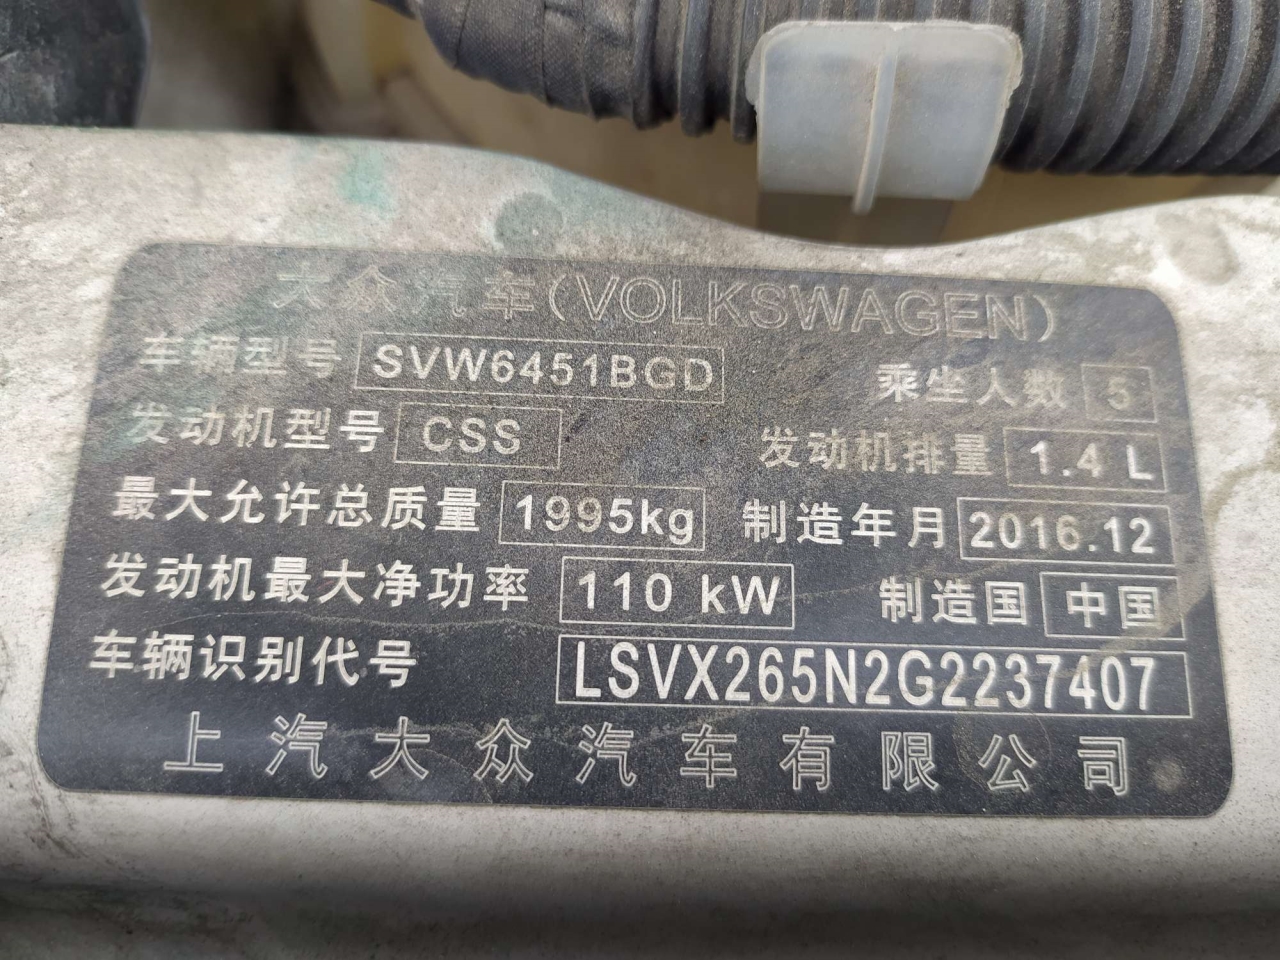 大众汽车(VOLKSWAGEN)
车辆型号 SVW6451BGD 乘坐人数 5
发动机型号 CSS 发动机排量 1.4 L
最大允许总质量 1995kg 制造年月 2016.12
发动机最大净功率 110 kW 制造国 中国
车辆识别代号 LSVX265N2G2237407
上汽大众汽车有限公司